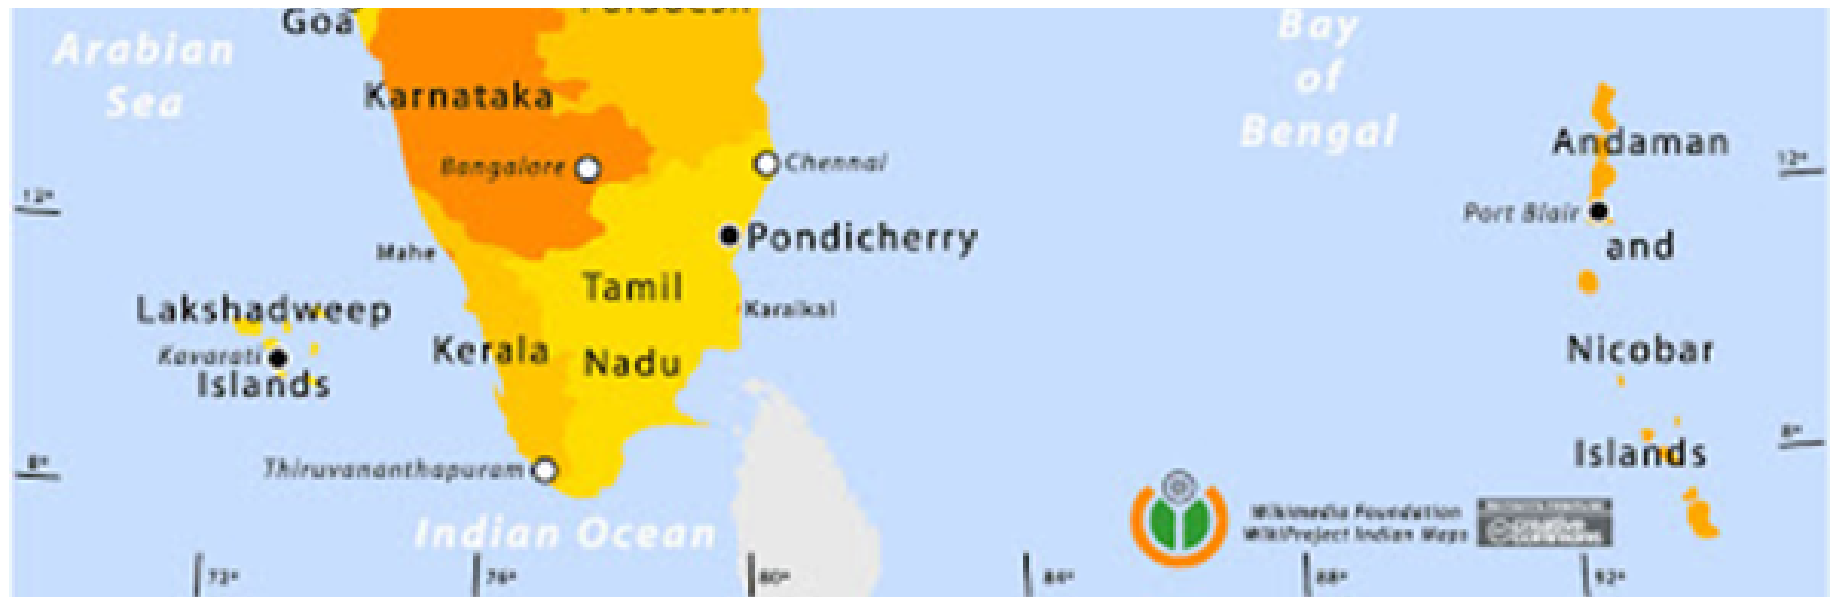 Goa
Arabian
Sea
Bay
of
Bengal
Karnataka
Andaman
12°
Bangalore
Chennai
12°
Port Blair
Pondicherry
and
Mahe
Tamil
Lakshadweep
Karaikal
Kavarati
Kerala
Nadu
Nicobar
Islands
8°
Islands
8°
Thiruvananthapuram
Indian Ocean
Wikimedia Foundation
WikiProject Indian Maps
creative
commons
72°
76°
80°
84°
88°
92°